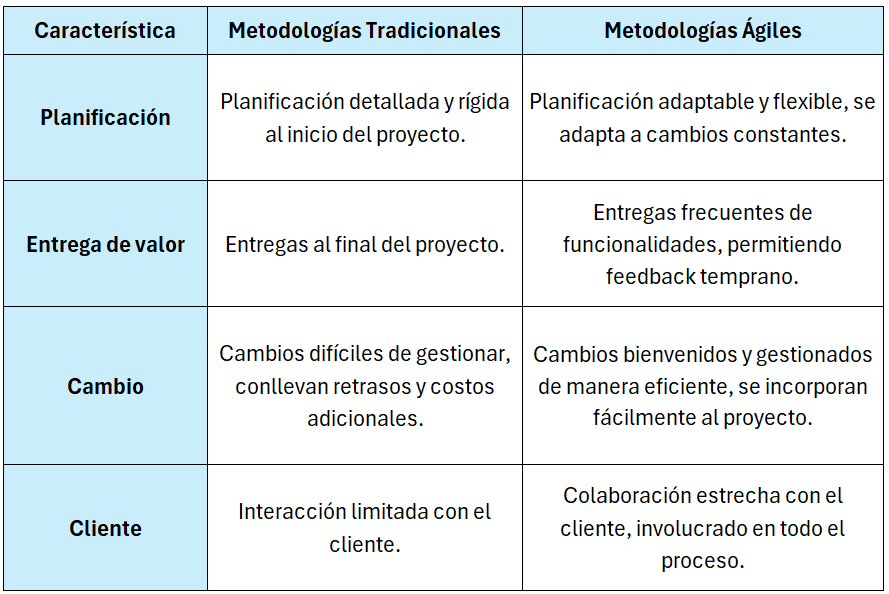 Característica
Metodologías Tradicionales
Metodologías Ágiles
Planificación
Planificación detallada y rígida
al inicio del proyecto.
Planificación adaptable y flexible, se
adapta a cambios constantes.
Entrega de valor
Entregas al final del proyecto.
Entregas frecuentes de
funcionalidades, permitiendo
feedback temprano.
Cambio
Cambios difíciles de gestionar,
conllevan retrasos y costos
adicionales.
Cambios bienvenidos y gestionados
de manera eficiente, se incorporan
fácilmente al proyecto.
Cliente
Interacción limitada con el
cliente.
Colaboración estrecha con el
cliente, involucrado en todo el
proceso.